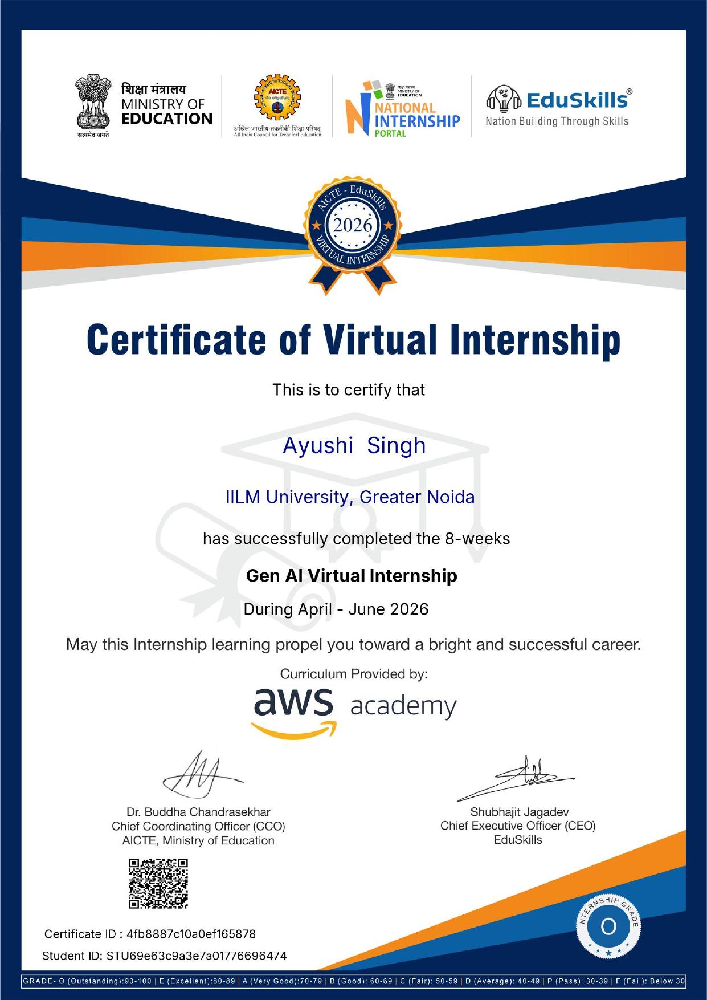 शिक्षा मंत्रालय
MINISTRY OF
EDUCATION
सत्यमेव जयते
AICTE
अखिल भारतीय तकनीकी शिक्षा परिषद्
All India Council for Technical Education
शिक्षा मंत्रालय
MINISTRY OF
EDUCATION
NATIONAL
INTERNSHIP
PORTAL
EduSkills®
Nation Building Through Skills
AICTE - EduSkills
2026
VIRTUAL INTERNSHIP
Certificate of Virtual Internship
This is to certify that
Ayushi Singh
IILM University, Greater Noida
has successfully completed the 8-weeks
Gen AI Virtual Internship
During April - June 2026
May this Internship learning propel you toward a bright and successful career.
Curriculum Provided by:
aws academy
Dr. Buddha Chandrasekhar
Chief Coordinating Officer (CCO)
AICTE, Ministry of Education
Shubhajit Jagadev
Chief Executive Officer (CEO)
EduSkills
INTERNSHIP GRADE
O
Certificate ID : 4fb8887c10a0ef165878
Student ID: STU69e63c9a3e7a01776696474
GRADE- O (Outstanding):90-100 | E (Excellent):80-89 | A (Very Good):70-79 | B (Good): 60-69 | C (Fair): 50-59 | D (Average): 40-49 | P (Pass): 30-39 | F (Fail): Below 30